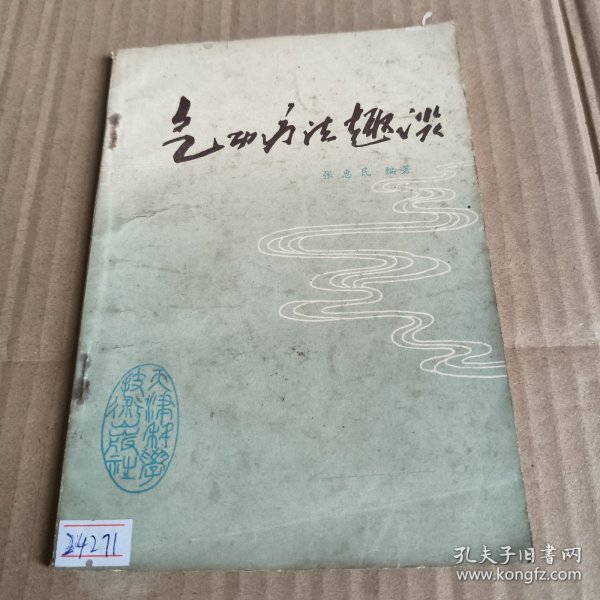 气功疗法趣谈
张惠民 编著
天津科学
技术出版社
24271
孔夫子旧书网
www.kongfz.com